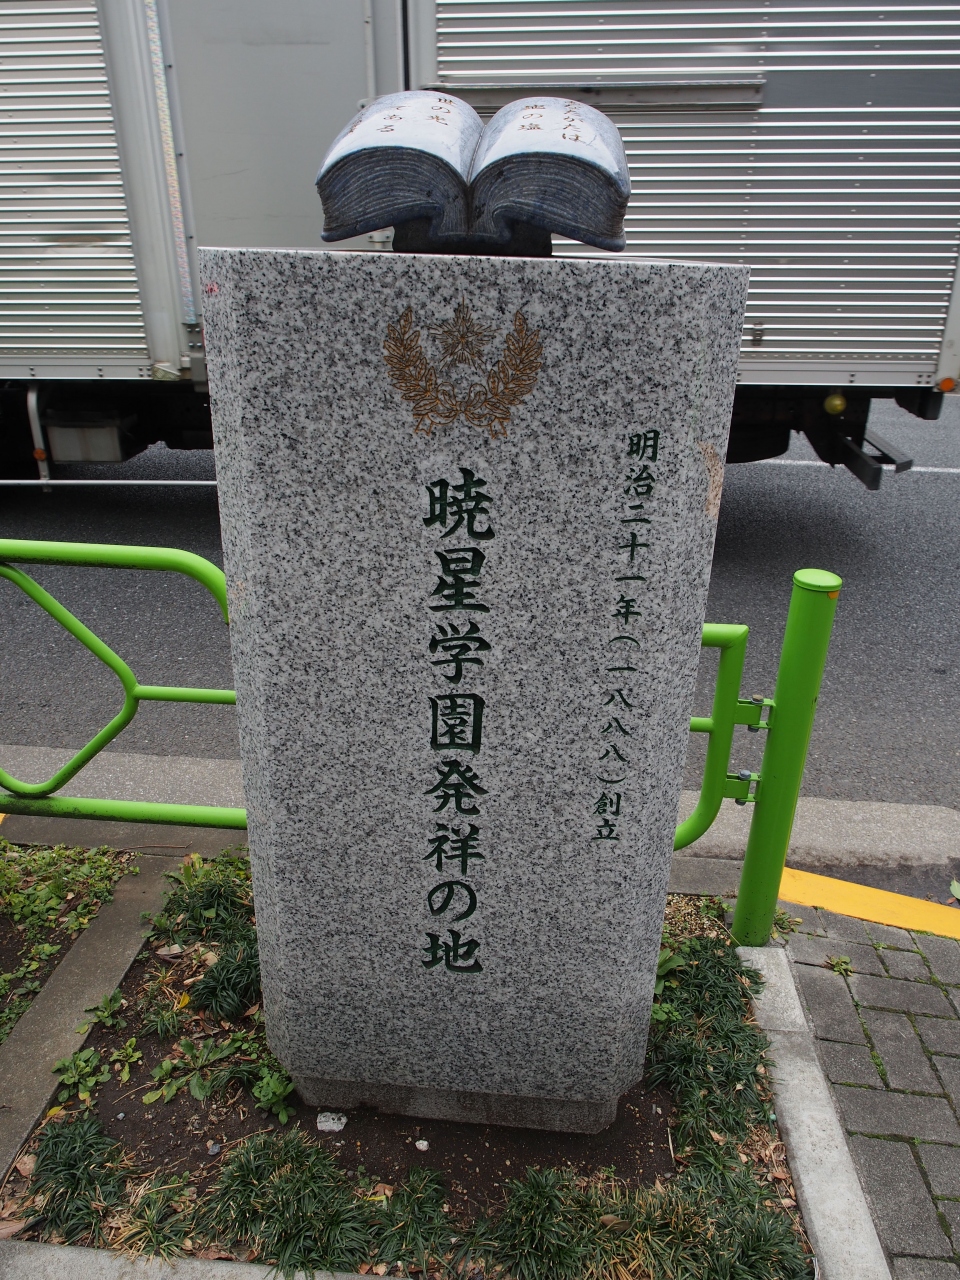 あなたがたは
地の塩
世の光
である
明治二十一年(一八八八)創立
暁星学園発祥の地